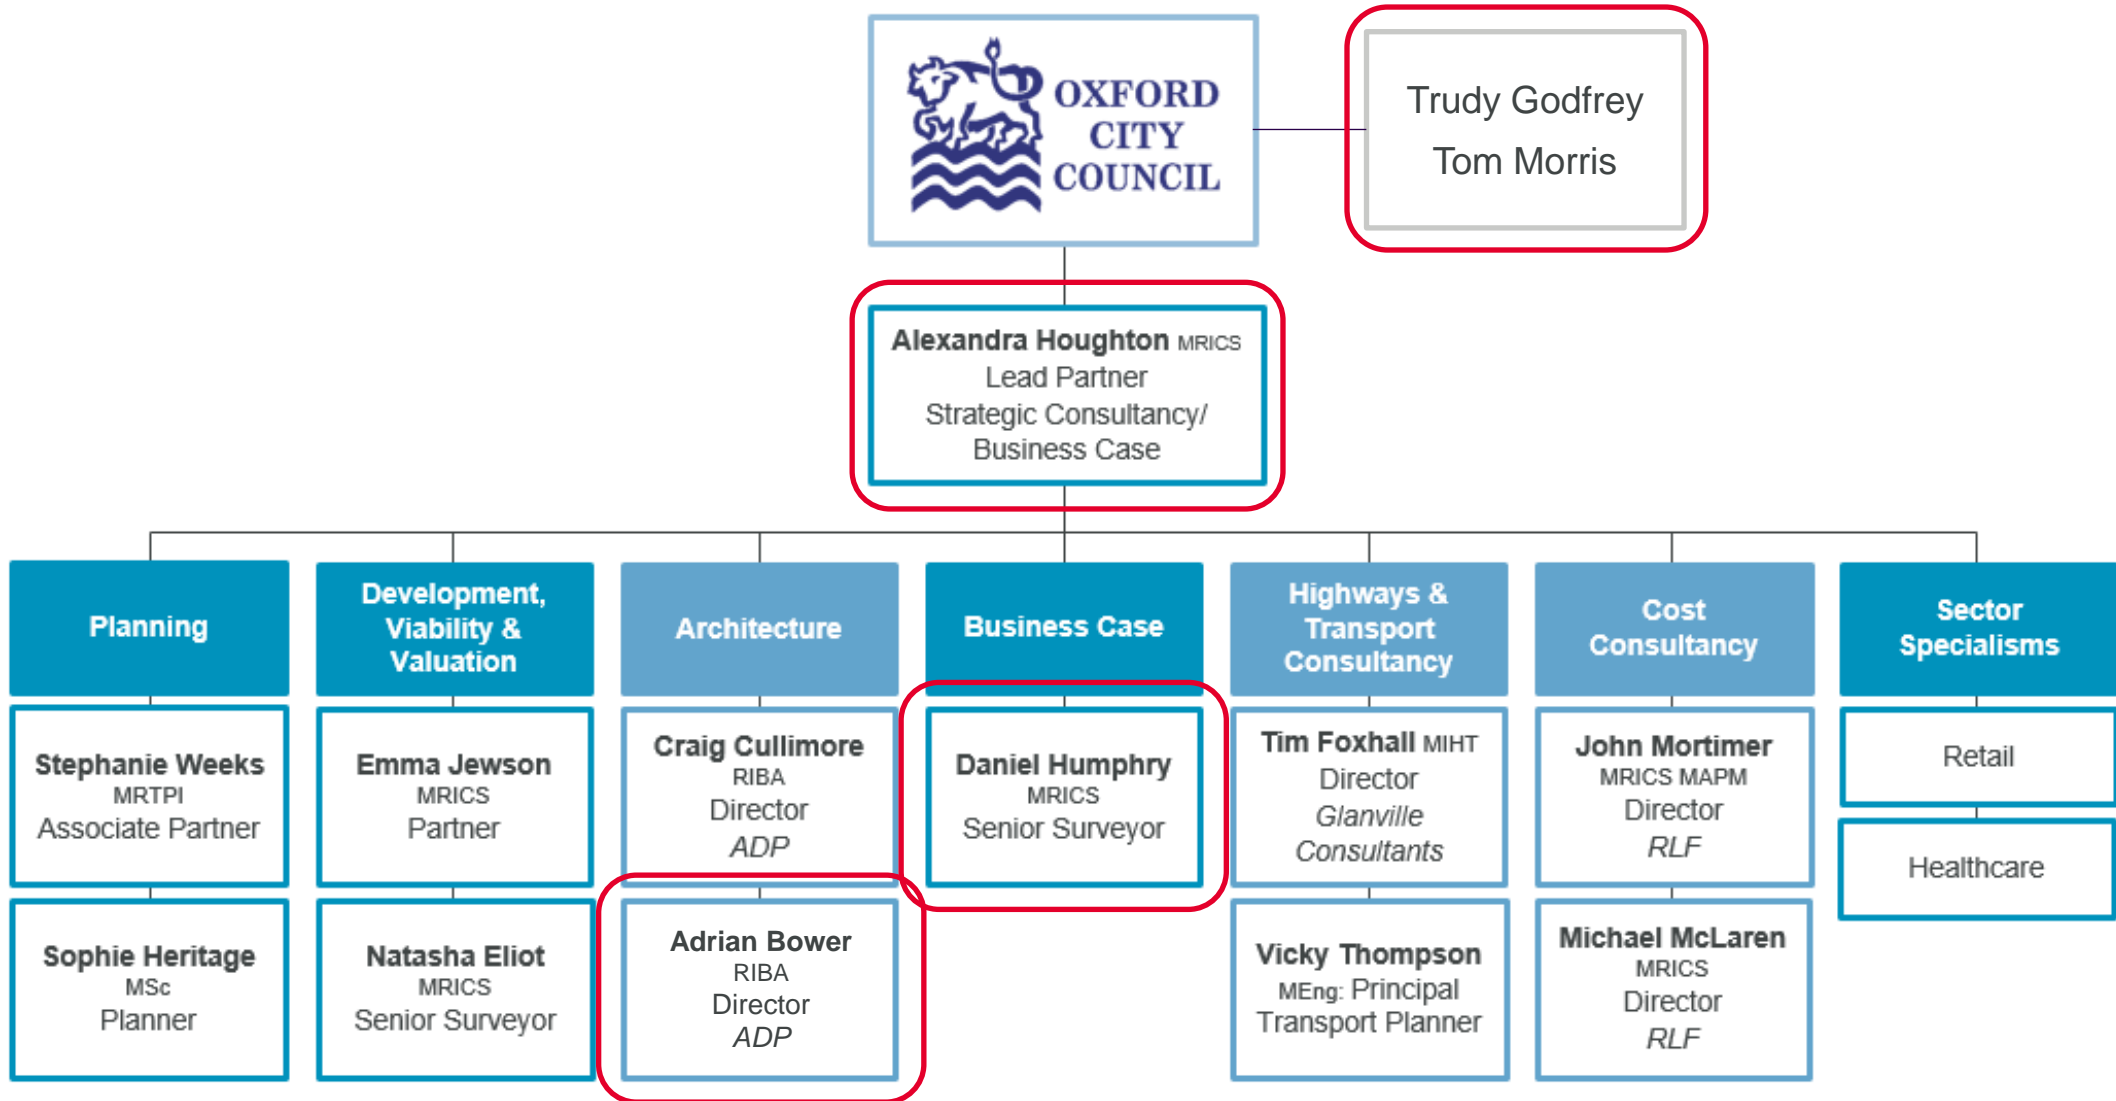 OXFORD
CITY
COUNCIL
Trudy Godfrey
Tom Morris
Alexandra Houghton MRICS
Lead Partner
Strategic Consultancy/
Business Case
Planning
Stephanie Weeks
MRTPI
Associate Partner
Sophie Heritage
MSc
Planner
Development,
Viability &
Valuation
Emma Jewson
MRICS
Partner
Natasha Eliot
MRICS
Senior Surveyor
Architecture
Craig Cullimore
RIBA
Director
ADP
Adrian Bower
RIBA
Director
ADP
Business Case
Daniel Humphry
MRICS
Senior Surveyor
Highways &
Transport
Consultancy
Tim Foxhall MIHT
Director
Glanville
Consultants
Vicky Thompson
MEng: Principal
Transport Planner
Cost
Consultancy
John Mortimer
MRICS MAPM
Director
RLF
Michael McLaren
MRICS
Director
RLF
Sector
Specialisms
Retail
Healthcare